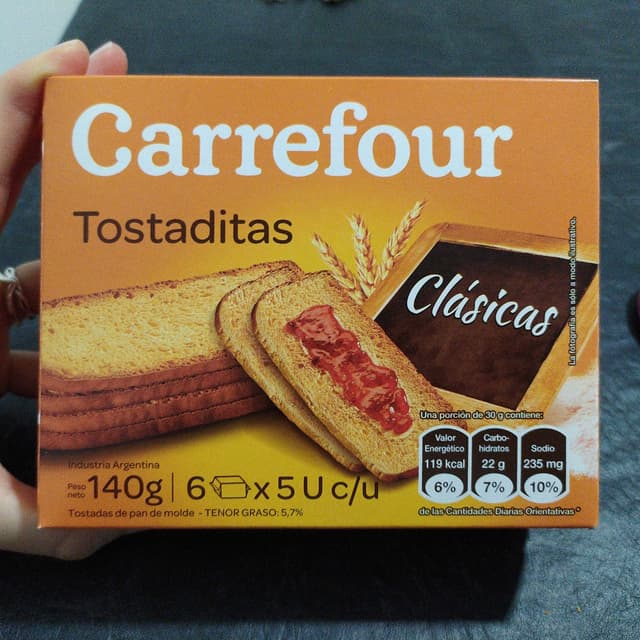 Carrefour
Tostaditas
Clásicas
La fotografía es sólo a modo ilustrativo.
Una porción de 30 g contiene:
Valor
Energético
119 kcal
6%
Carbo-
hidratos
22 g
7%
Sodio
235 mg
10%
de las Cantidades Diarias Orientativas*
Industria Argentina
Peso
neto
140g | 6 x 5 U c/u
Tostadas de pan de molde - TENOR GRASO: 5,7%